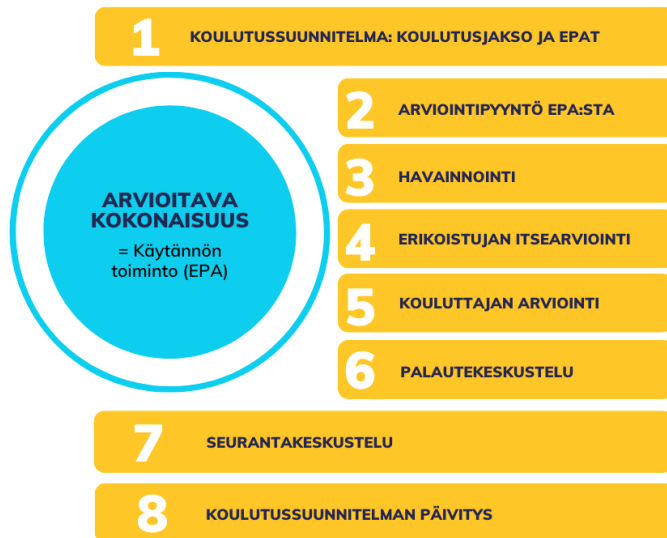 1 KOULUTUSSUUNNITELMA: KOULUTUSJAKSO JA EPAT
ARVIOITAVA
KOKONAISUUS
= Käytännön
toiminto (EPA)
2 ARVIOINTIPYYNTÖ EPA:STA
3 HAVAINNOINTI
4 ERIKOISTUJAN ITSEARVIOINTI
5 KOULUTTAJAN ARVIOINTI
6 PALAUTEKESKUSTELU
7 SEURANTAKESKUSTELU
8 KOULUTUSSUUNNITELMAN PÄIVITYS